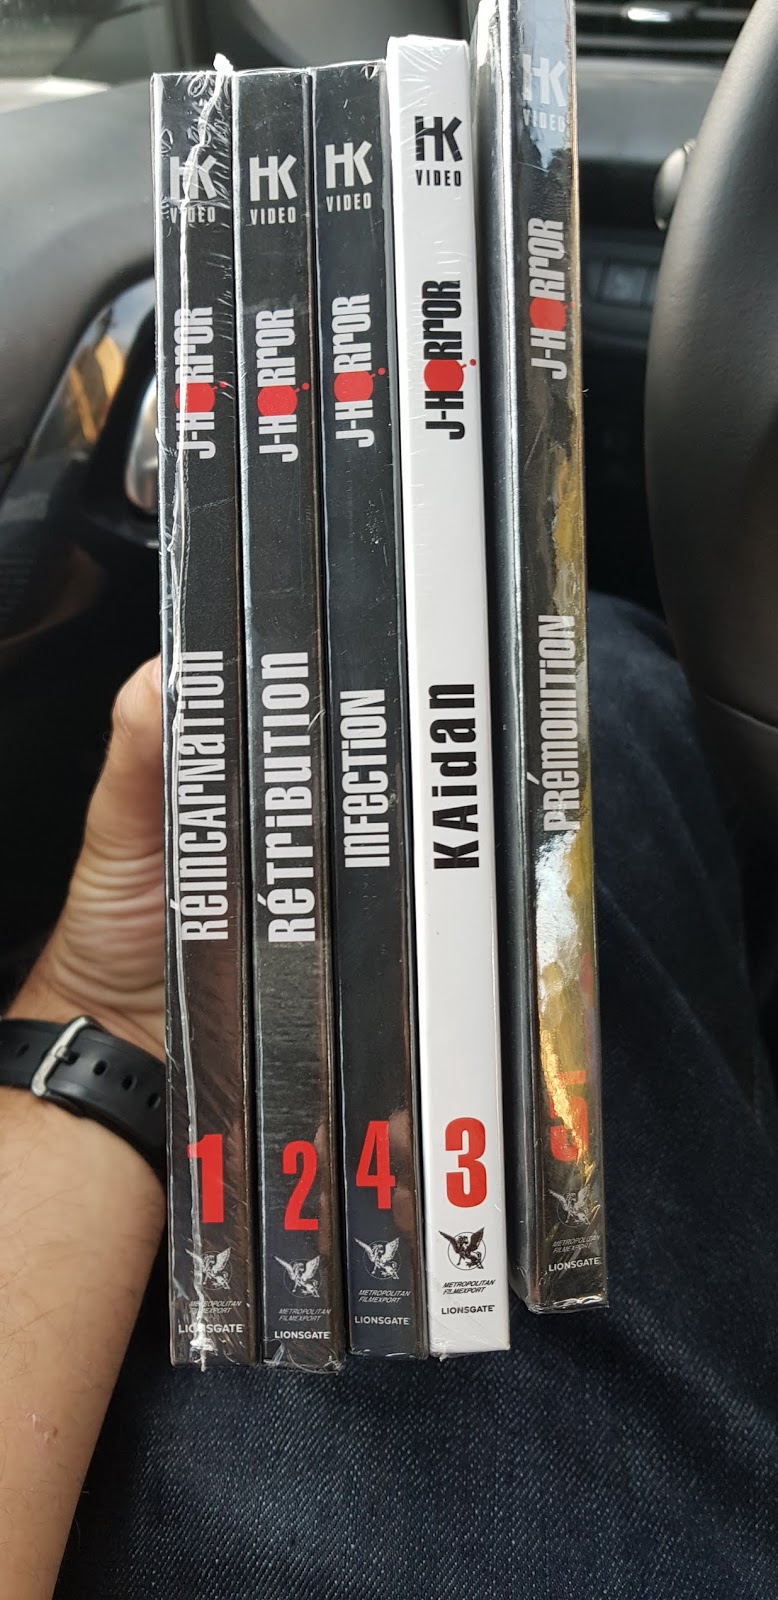 HK
VIDEO
J-HORROR
RÉINCARNATION
1
METROPOLITAN
FILMEXPORT
LIONSGATE
HK
VIDEO
J-HORROR
RÉTRIBUTION
2
METROPOLITAN
FILMEXPORT
LIONSGATE
HK
VIDEO
J-HORROR
INFECTION
4
METROPOLITAN
FILMEXPORT
LIONSGATE
HK
VIDEO
J-HORROR
KAIDAN
3
METROPOLITAN
FILMEXPORT
LIONSGATE
HK
VIDEO
J-HORROR
PRÉMONITION
5
METROPOLITAN
FILMEXPORT
LIONSGATE